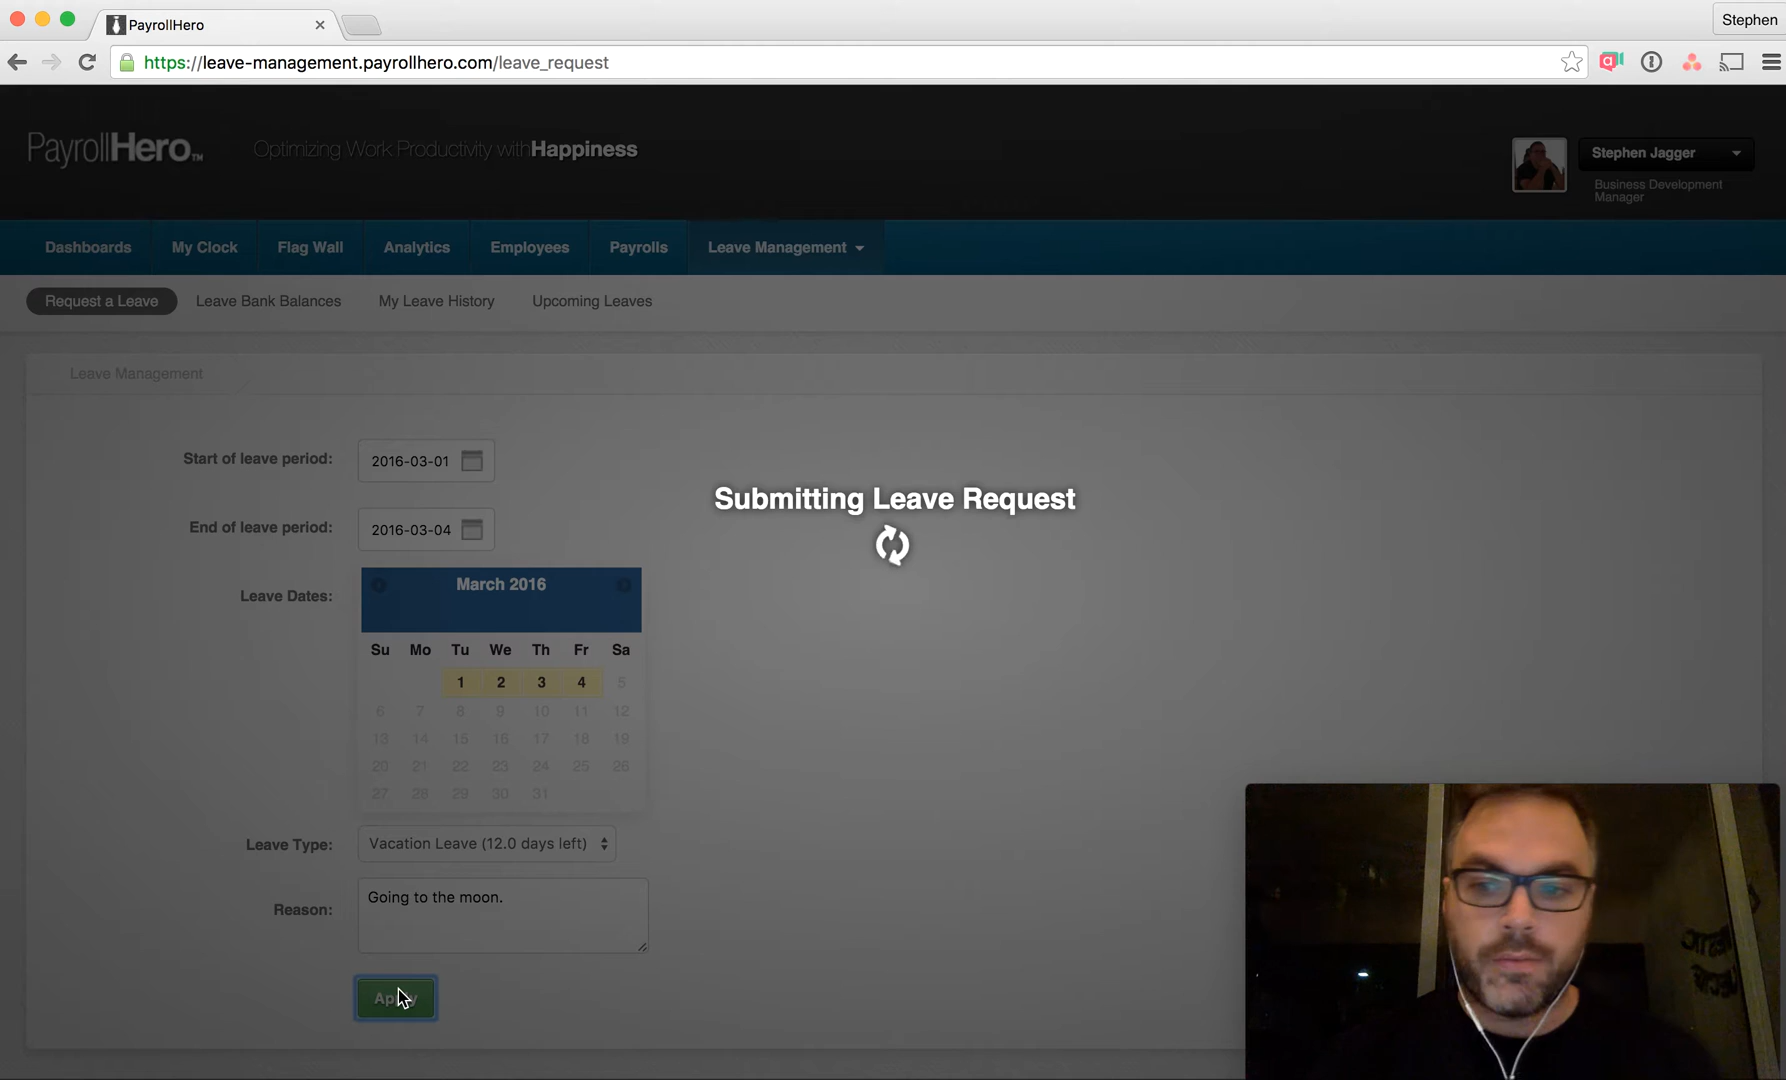 PayrollHero
Stephen
https://leave-management.payrollhero.com/leave_request
PayrollHero™
Optimizing Work Productivity with Happiness
Stephen Jagger
Business Development
Manager
Dashboards My Clock Flag Wall Analytics Employees Payrolls Leave Management
Request a Leave Leave Bank Balances My Leave History Upcoming Leaves
Leave Management
Start of leave period: 2016-03-01
Submitting Leave Request
End of leave period: 2016-03-04
Leave Dates: March 2016
Su Mo Tu We Th Fr Sa
1 2 3 4 5
6 7 8 9 10 11 12
13 14 15 16 17 18 19
20 21 22 23 24 25 26
27 28 29 30 31
Leave Type: Vacation Leave (12.0 days left)
Reason: Going to the moon.